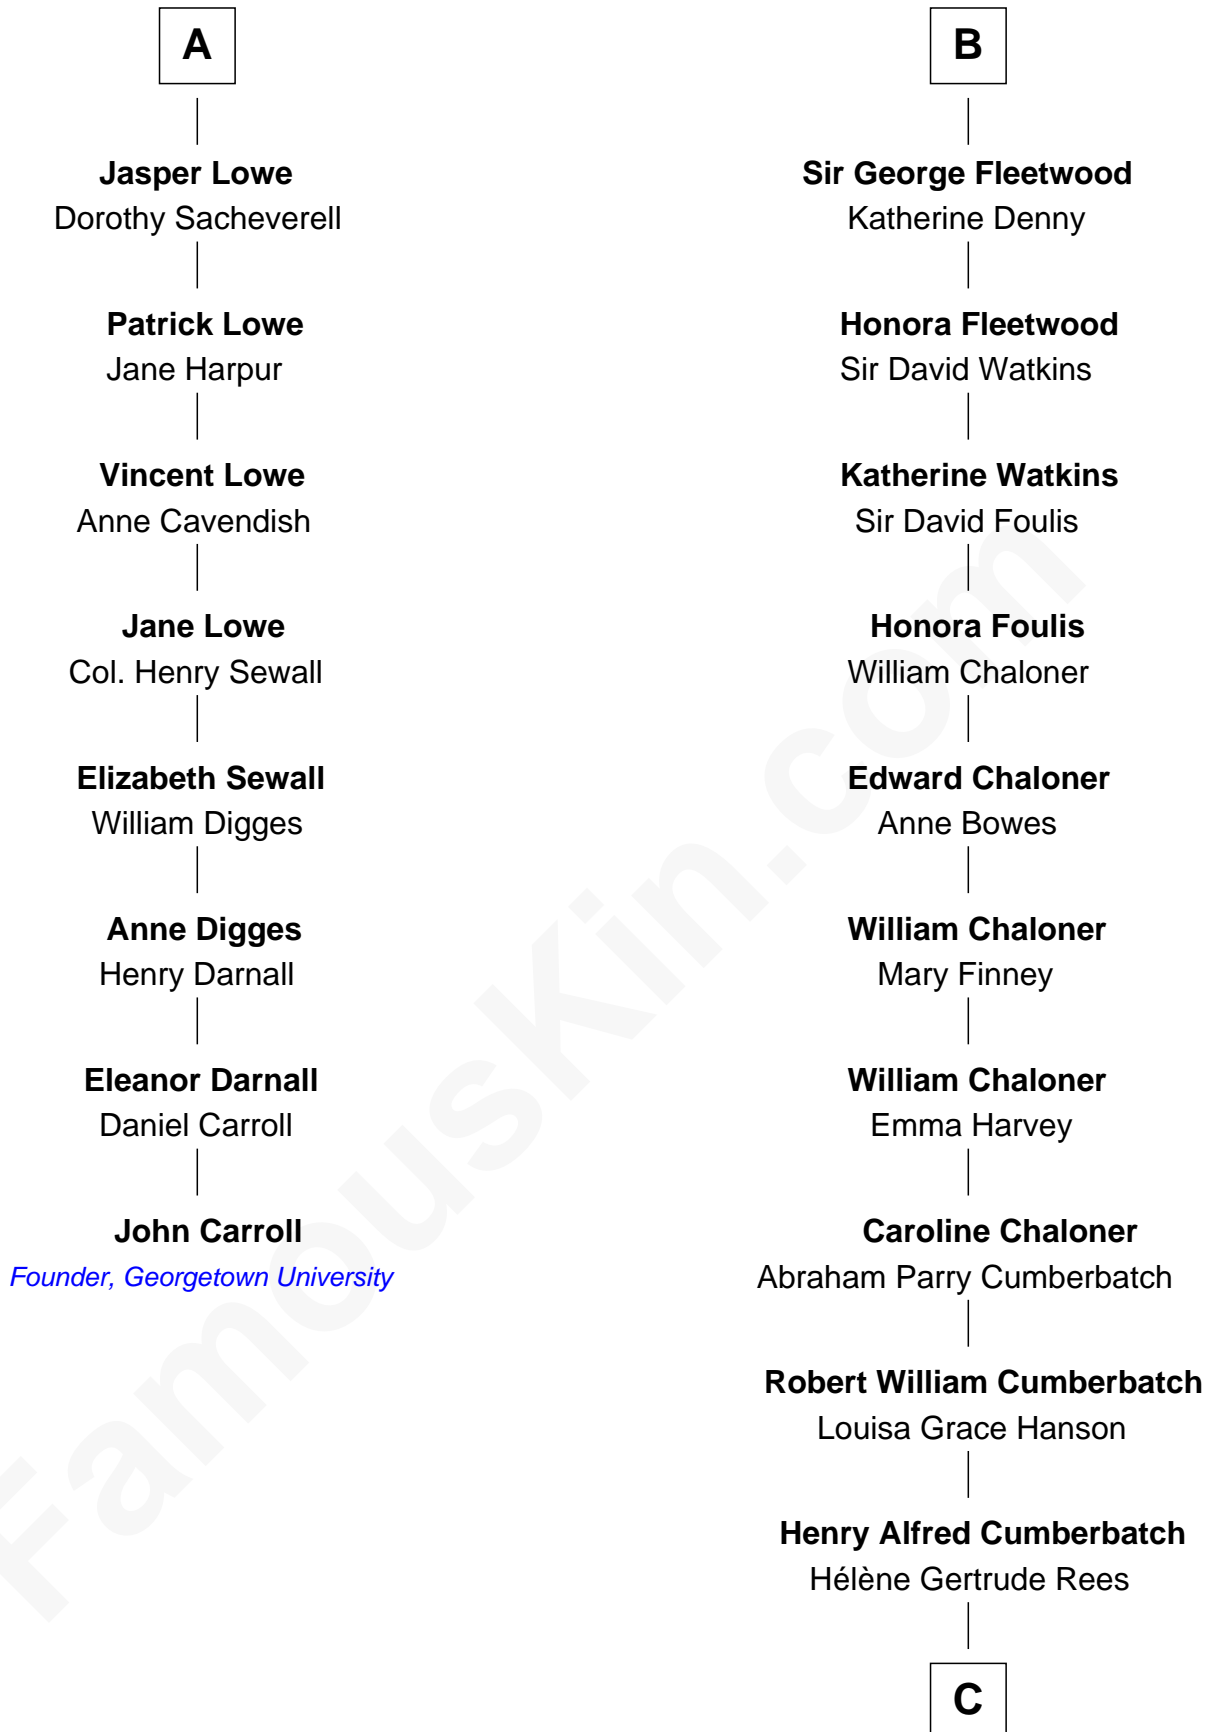 A
Jasper Lowe
Dorothy Sacheverell
Patrick Lowe
Jane Harpur
Vincent Lowe
Anne Cavendish
Jane Lowe
Col. Henry Sewall
Elizabeth Sewall
William Digges
Anne Digges
Henry Darnall
Eleanor Darnall
Daniel Carroll
John Carroll
Founder, Georgetown University
B
Sir George Fleetwood
Katherine Denny
Honora Fleetwood
Sir David Watkins
Katherine Watkins
Sir David Foulis
Honora Foulis
William Chaloner
Edward Chaloner
Anne Bowes
William Chaloner
Mary Finney
William Chaloner
Emma Harvey
Caroline Chaloner
Abraham Parry Cumberbatch
Robert William Cumberbatch
Louisa Grace Hanson
Henry Alfred Cumberbatch
Hélène Gertrude Rees
C
FamousKin.com